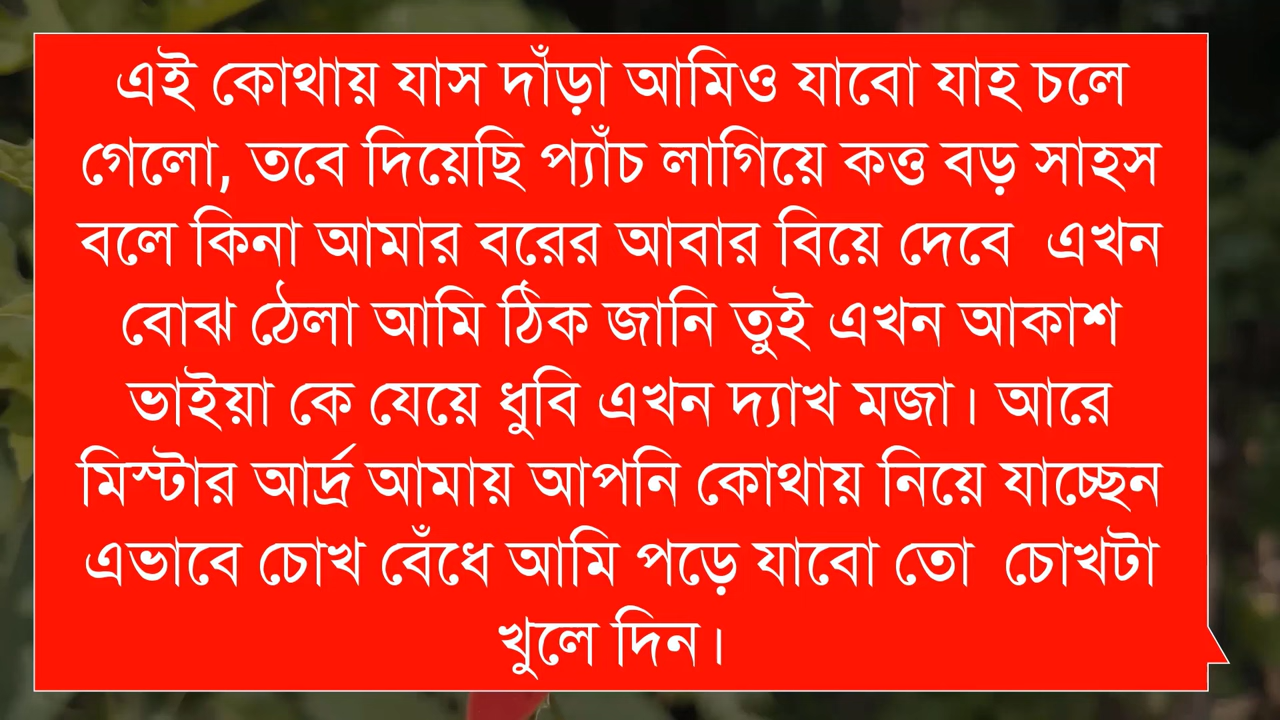 এই কোথায় যাস দাঁড়া আমিও যাবো যাহ চলে
গেলো, তবে দিয়েছি প্যাঁচ লাগিয়ে কত্ত বড় সাহস
বলে কিনা আমার বরের আবার বিয়ে দেবে এখন
বোঝ ঠেলা আমি ঠিক জানি তুই এখন আকাশ
ভাইয়া কে যেয়ে ধুবি এখন দ্যাখ মজা। আরে
মিস্টার আর্দ্র আমায় আপনি কোথায় নিয়ে যাচ্ছেন
এভাবে চোখ বেঁধে আমি পড়ে যাবো তো চোখটা
খুলে দিন।